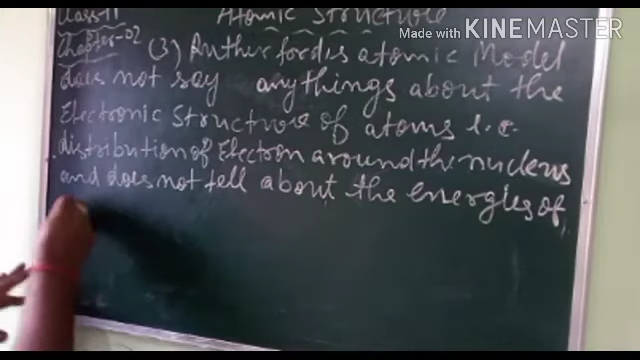 Class-11 Atomic Structure
Made with KINEMASTER
Chapter-02 (3) Rutherfordis atomic Model
does not say anythings about the
Electronic Structure of atoms i.e.
distribution of Electron around the nucleus
and does not tell about the energies of